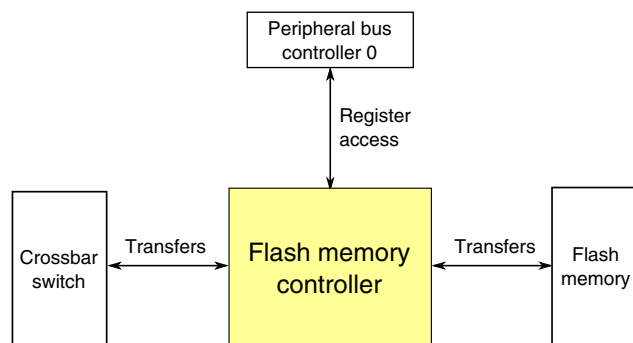 Peripheral bus
controller 0
Register
access
Crossbar
switch
Transfers
Flash memory
controller
Transfers
Flash
memory